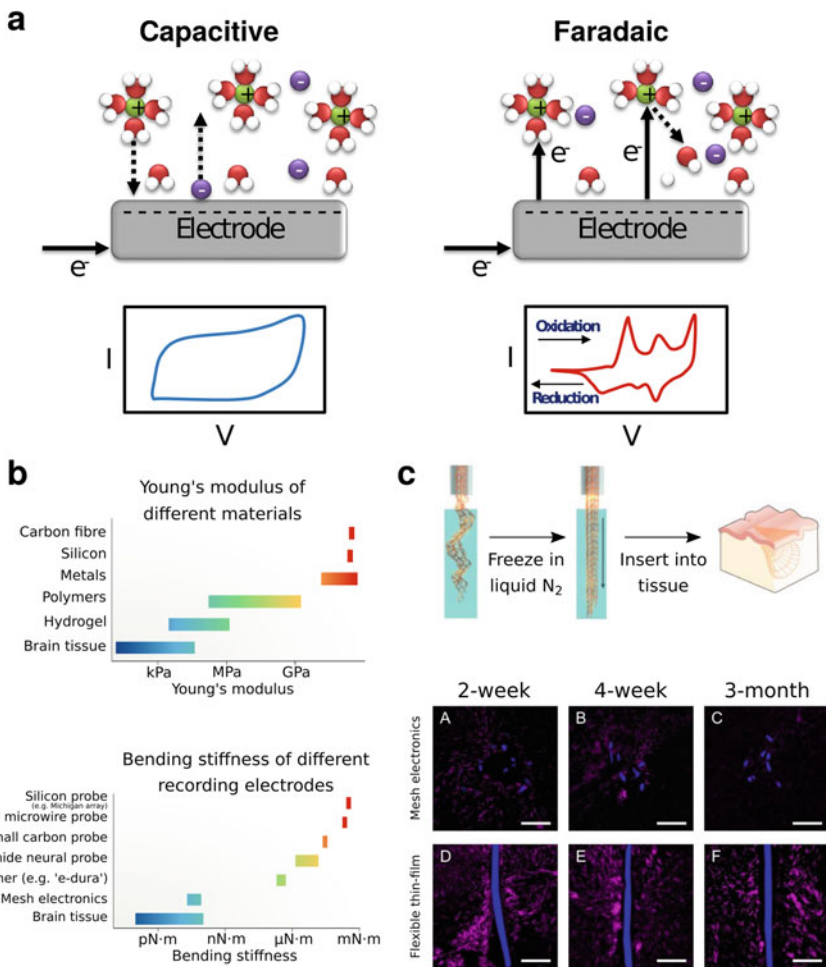 a
Capacitive
Faradaic
+
+
+
-
-
-
-
e-
e-
+
+
+
-
-
-
Electrode
Electrode
e-
e-
I
V
I
Oxidation
Reduction
V
b
Young's modulus of
different materials
Carbon fibre
Silicon
Metals
Polymers
Hydrogel
Brain tissue
kPa
MPa
GPa
Young's modulus
Bending stiffness of different
recording electrodes
Silicon probe
(e.g. Michigan array)
microwire probe
mall carbon probe
nide neural probe
ner (e.g. 'e-dura')
Mesh electronics
Brain tissue
pN·m
nN·m
µN·m
mN·m
Bending stiffness
c
Freeze in
liquid N2
Insert into
tissue
2-week
4-week
3-month
Mesh electronics
A
B
C
Flexible thin-film
D
E
F